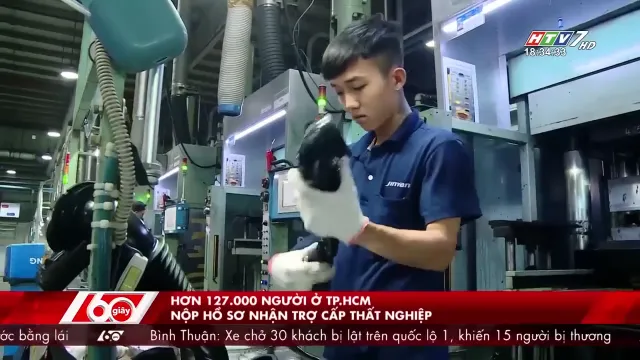 HTV7 HD
18:34:33
JIMEN
NG
60 giây
HƠN 127.000 NGƯỜI Ở TP.HCM
NỘP HỒ SƠ NHẬN TRỢ CẤP THẤT NGHIỆP
ước bằng lái
60
Bình Thuận: Xe chở 30 khách bị lật trên quốc lộ 1, khiến 15 người bị thương